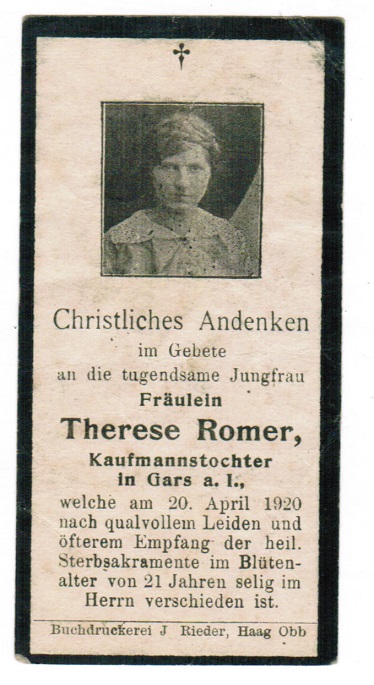 Christliches Andenken
im Gebete
an die tugendsame Jungfrau
Fräulein
Therese Romer,
Kaufmannstochter
in Gars a. I.,
welche am 20. April 1920
nach qualvollem Leiden und
öfterem Empfang der heil.
Sterbsakramente im Blüten-
alter von 21 Jahren selig im
Herrn verschieden ist.
Buchdruckerei J Rieder, Haag Obb